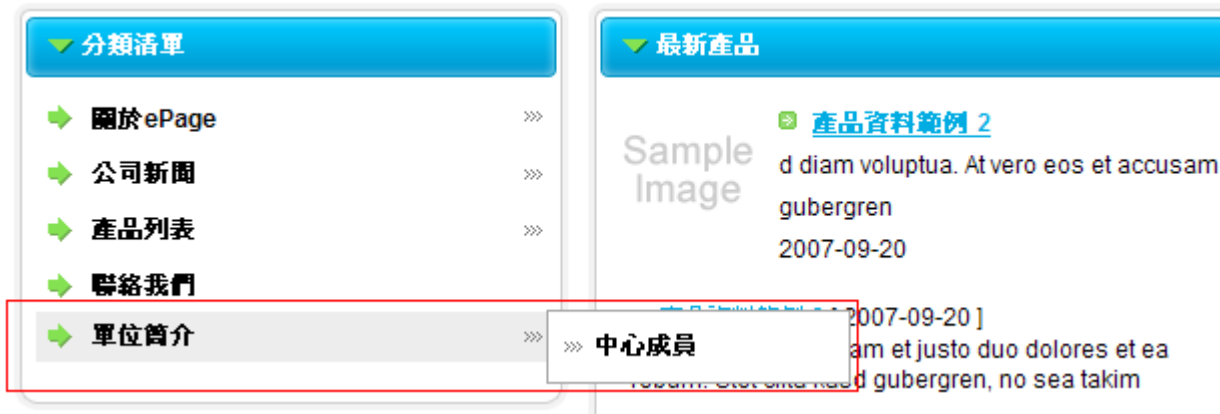 分類清單
關於ePage
公司新聞
產品列表
聯絡我們
單位簡介
中心成員
最新產品
Sample
Image
產品資料範例 2
d diam voluptua. At vero eos et accusam
gubergren
2007-09-20
2007-09-20 ]
am et justo duo dolores et ea
gubergren, no sea takim